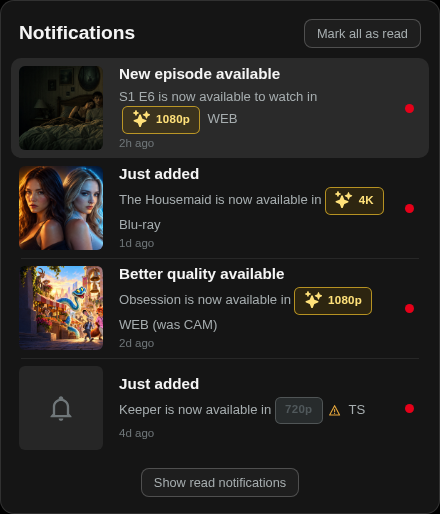 Notifications
Mark all as read
New episode available
S1 E6 is now available to watch in
1080p WEB
2h ago
Just added
The Housemaid is now available in 4K
Blu-ray
1d ago
Better quality available
Obsession is now available in 1080p
WEB (was CAM)
2d ago
Just added
Keeper is now available in 720p ⚠ TS
4d ago
Show read notifications